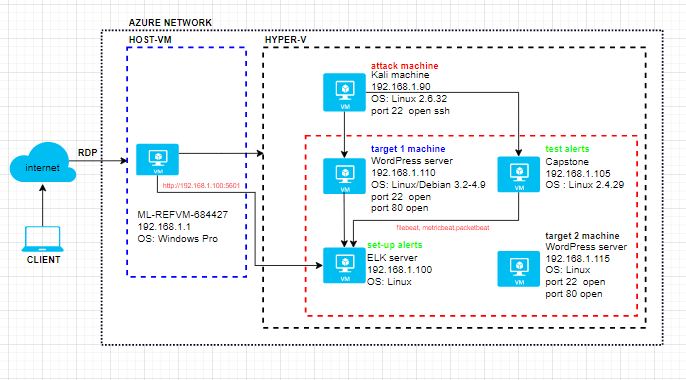 AZURE NETWORK
HOST-VM
HYPER-V
attack machine
Kali machine
192.168.1.90
OS: Linux 2.6.32
port 22 open ssh
VM
internet
RDP
VM
http://192.168.1.100:5601
ML-REFVM-684427
192.168.1.1
OS: Windows Pro
CLIENT
target 1 machine
WordPress server
192.168.1.110
OS: Linux/Debian 3.2-4.9
port 22 open
port 80 open
VM
test alerts
Capstone
192.168.1.105
OS : Linux 2.4.29
VM
filebeat, metricbeat,packetbeat
set-up alerts
ELK server
192.168.1.100
OS: Linux
VM
target 2 machine
WordPress server
192.168.1.115
OS: Linux
port 22 open
port 80 open
VM